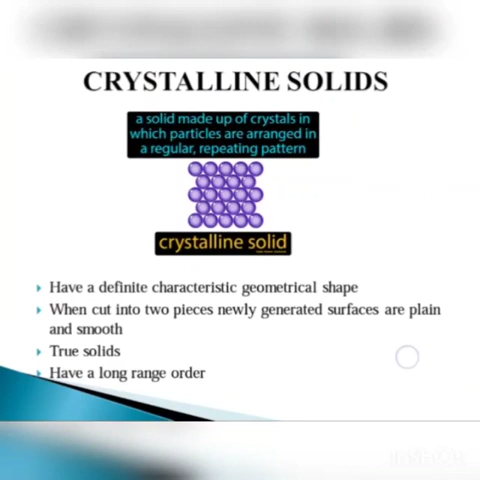 CRYSTALLINE SOLIDS
a solid made up of crystals in
which particles are arranged in
a regular, repeating pattern
crystalline solid
Have a definite characteristic geometrical shape
When cut into two pieces newly generated surfaces are plain
and smooth
True solids
Have a long range order